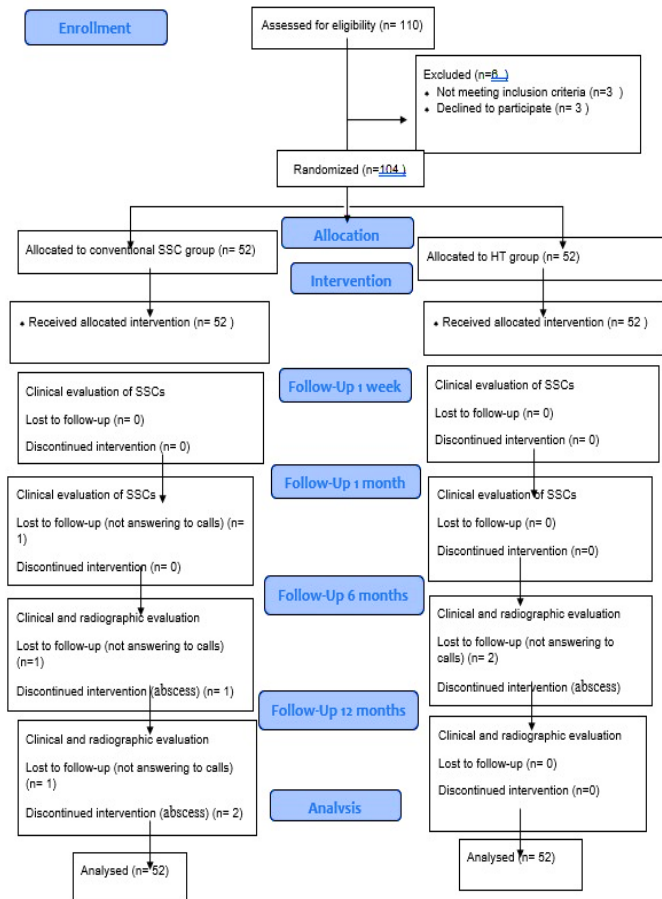 Enrollment
Assessed for eligibility (n= 110)
Excluded (n=6 )
• Not meeting inclusion criteria (n=3 )
• Declined to participate (n= 3 )
Randomized (n=104 )
Allocation
Allocated to conventional SSC group (n= 52)
Allocated to HT group (n= 52)
Intervention
• Received allocated intervention (n= 52 )
• Received allocated intervention (n= 52 )
Follow-Up 1 week
Clinical evaluation of SSCs
Lost to follow-up (n= 0)
Discontinued intervention (n= 0)
Clinical evaluation of SSCs
Lost to follow-up (n= 0)
Discontinued intervention (n= 0)
Follow-Up 1 month
Clinical evaluation of SSCs
Lost to follow-up (not answering to calls) (n=
1)
Discontinued intervention (n= 0)
Clinical evaluation of SSCs
Lost to follow-up (n= 0)
Discontinued intervention (n=0)
Follow-Up 6 months
Clinical and radiographic evaluation
Lost to follow-up (not answering to calls)
(n=1)
Discontinued intervention (abscess) (n= 1)
Clinical and radiographic evaluation
Lost to follow-up (not answering to
calls) (n= 2)
Discontinued intervention (abscess)
Follow-Up 12 months
Clinical and radiographic evaluation
Lost to follow-up (not answering to calls)
(n= 1)
Discontinued intervention (abscess) (n= 2)
Clinical and radiographic evaluation
Lost to follow-up (n= 0)
Discontinued intervention (n=0)
Analysis
Analysed (n= 52)
Analysed (n= 52)